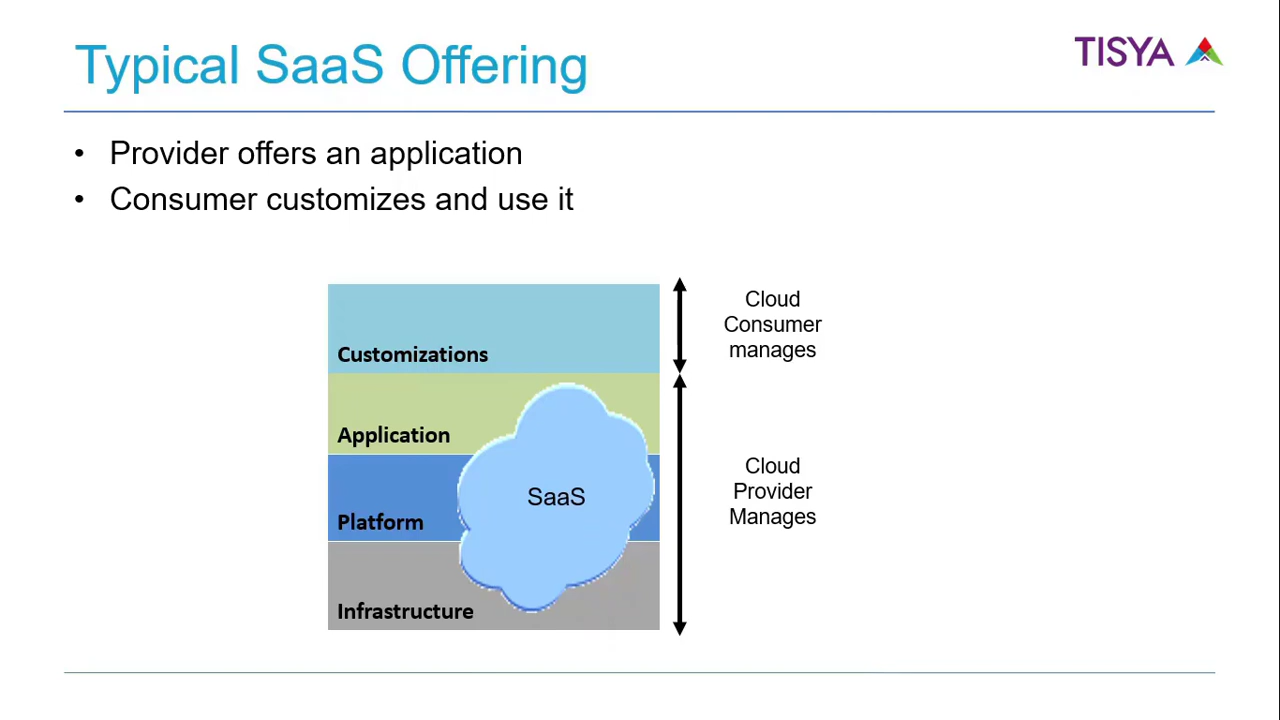 Typical SaaS Offering
TISYA
• Provider offers an application
• Consumer customizes and use it
Customizations
Application
Platform
Infrastructure
SaaS
Cloud
Consumer
manages
Cloud
Provider
Manages